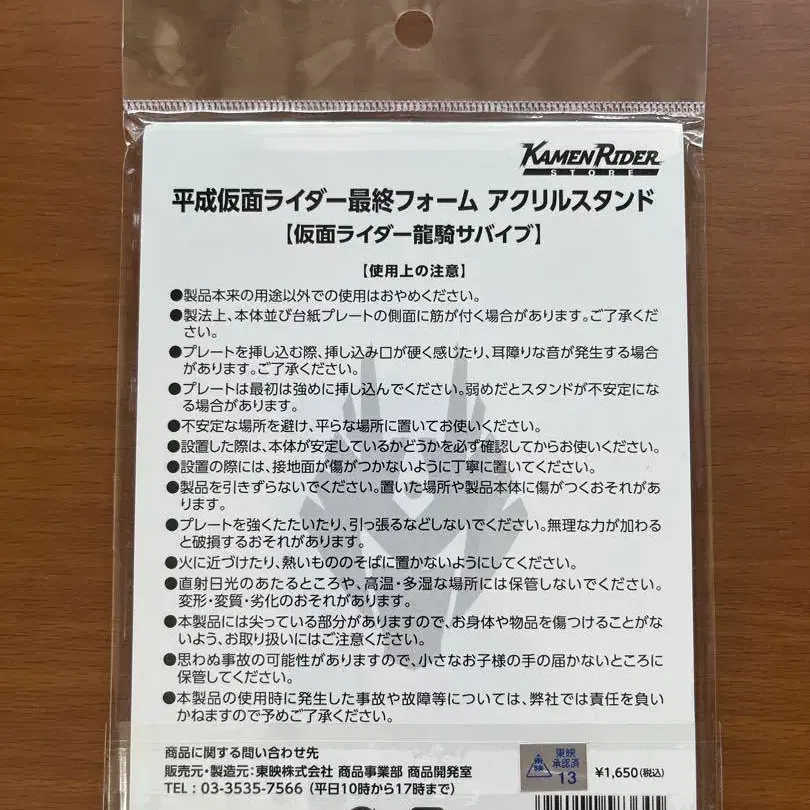 KAMEN RIDER
STORE
平成仮面ライダー最終フォーム アクリルスタンド
【仮面ライダー龍騎サバイブ】
【使用上の注意】
●製品本来の用途以外での使用はおやめください。
●製法上、本体並び台紙プレートの側面に筋が付く場合があります。ご了承くだ
さい。
●プレートを挿し込む際、挿し込み口が硬く感じたり、耳障りな音が発生する場合
があります。ご了承ください。
●プレートは最初は強めに挿し込んでください。弱めだとスタンドが不安定にな
る場合があります。
●不安定な場所を避け、平らな場所に置いてお使いください。
●設置した際は、本体が安定しているかどうかを必ず確認してからお使いください。
●設置の際には、接地面が傷がつかないように丁寧に置いてください。
●製品を引きずらないでください。置いた場所や製品本体に傷がつくおそれがあ
ります。
●プレートを強くたたいたり、引っ張るなどしないでください。無理な力が加わる
と破損するおそれがあります。
●火に近づけたり、熱いもののそばに置かないようにしてください。
●直射日光のあたるところや、高温・多湿な場所には保管しないでください。
変形・変質・劣化のおそれがあります。
●本製品には尖っている部分がありますので、お身体や物品を傷つけることがな
いよう、お取り扱いにはご注意ください。
●思わぬ事故の可能性がありますので、小さなお子様の手の届かないところに
保管してください。
●本製品の使用時に発生した事故や故障等については、弊社では責任を負い
かねますので予めご了承ください。
商品に関する問い合わせ先
販売元・製造元:東映株式会社 商品事業部 商品開発室
TEL : 03-3535-7566 (平日10時から17時まで)
東映
承認済
13
¥1,650(税込)